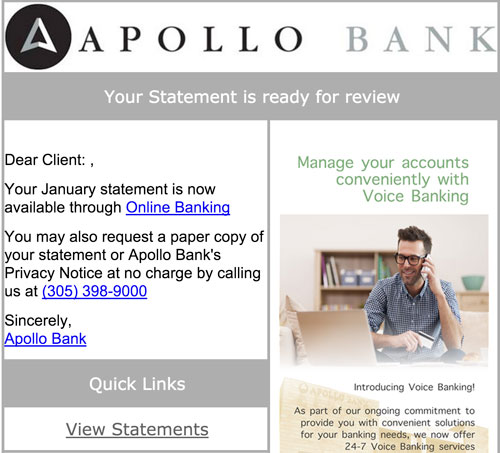 APOLLO BANK
Your Statement is ready for review
Dear Client: ,
Your January statement is now
available through Online Banking
You may also request a paper copy of
your statement or Apollo Bank's
Privacy Notice at no charge by calling
us at (305) 398-9000
Sincerely,
Apollo Bank
Quick Links
View Statements
Manage your accounts
conveniently with
Voice Banking
Introducing Voice Banking!
As part of our ongoing commitment to
provide you with convenient solutions
for your banking needs, we now offer
24-7 Voice Banking services